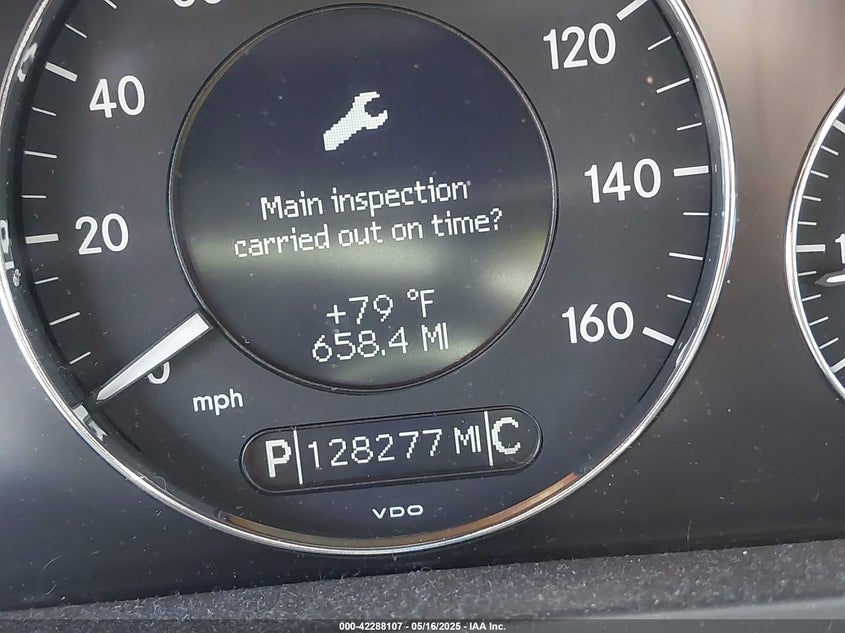 120
40
140
20
160
0
mph
Main inspection
carried out on time?
+79 °F
658.4 MI
P 128277 MI C
VDO
000-42288107 - 05/16/2025 - IAA Inc.